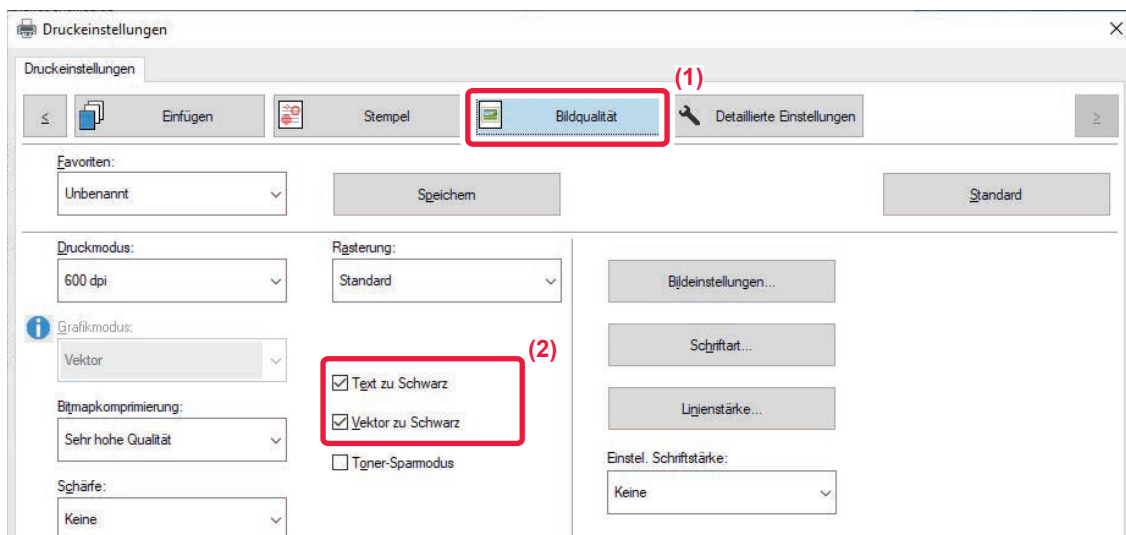 Druckeinstellungen
Druckeinstellungen
(1)
< Einfügen Stempel Bildqualität Detaillierte Einstellungen >
Favoriten:
Unbenannt Speichern Standard
Druckmodus: Rasterung:
600 dpi Standard Bildeinstellungen...
Grafikmodus:
Vektor Schriftart...
(2)
Text zu Schwarz
Bitmapkomprimierung: Vektor zu Schwarz Linienstärke...
Sehr hohe Qualität
Toner-Sparmodus Einstel. Schriftstärke:
Schärfe:
Keine Keine